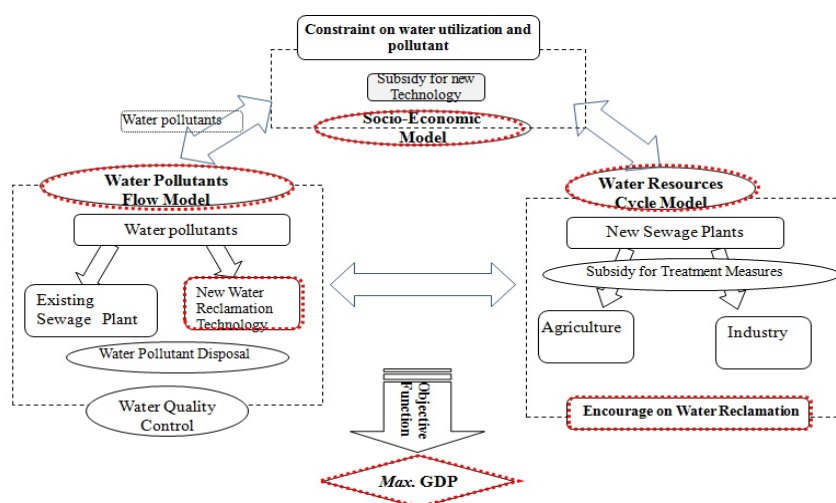 Constraint on water utilization and
pollutant
Subsidy for new
Technology
Water pollutants
Socio-Economic
Model
Water Pollutants
Flow Model
Water Resources
Cycle Model
Water pollutants
New Sewage Plants
Subsidy for Treatment Measures
Existing
Sewage Plant
New Water
Reclamation
Technology
Agriculture
Industry
Water Pollutant Disposal
Water Quality
Control
Objective
Function
Encourage on Water Reclamation
Max. GDP